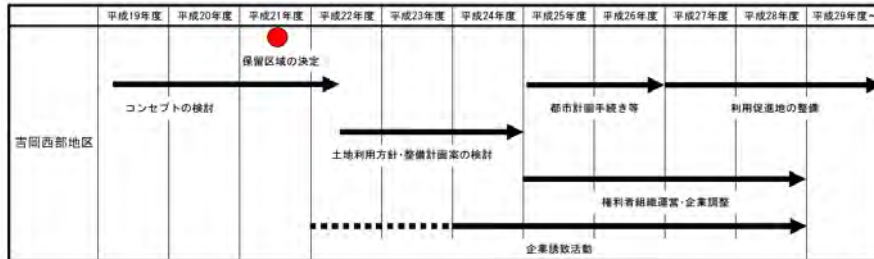 平成19年度 平成20年度 平成21年度 平成22年度 平成23年度 平成24年度 平成25年度 平成26年度 平成27年度 平成28年度 平成29年度~
保留区域の決定
コンセプトの検討
都市計画手続き等
利用促進地の整備
吉岡西部地区
土地利用方針・整備計画案の検討
権利者組織運営・企業調整
企業誘致活動